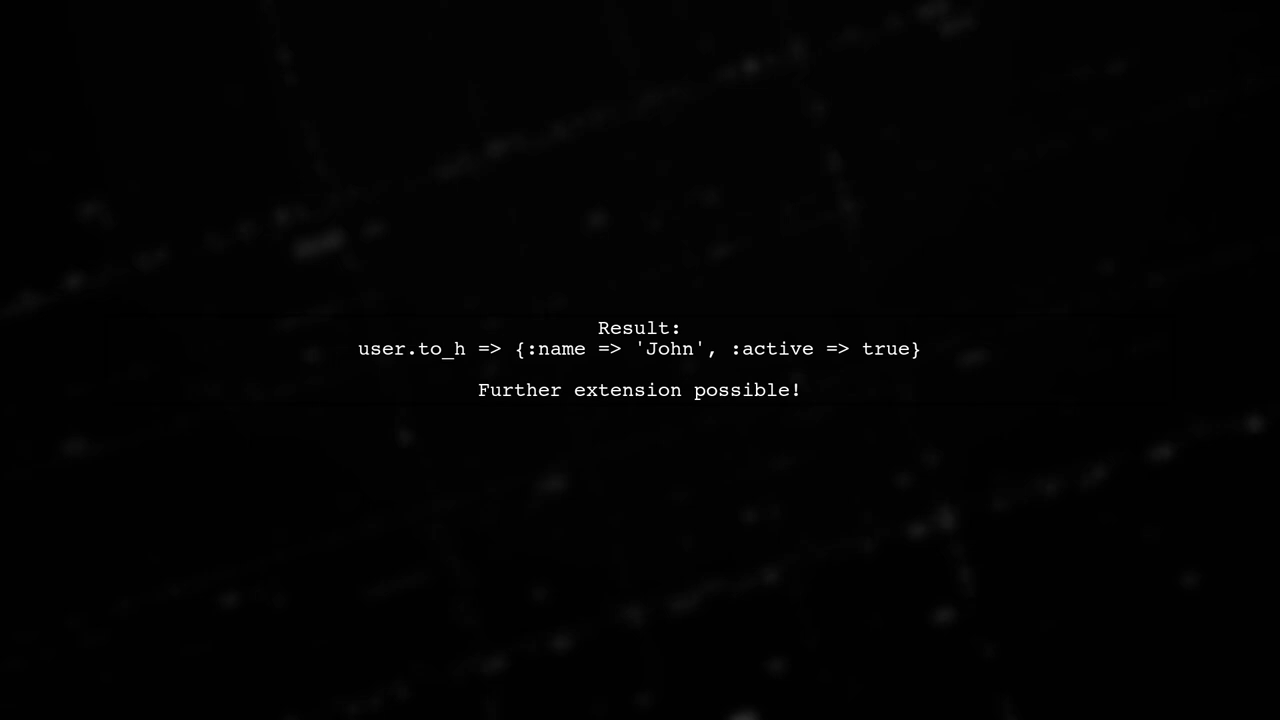 Result:
user.to_h => {:name => 'John', :active => true}
Further extension possible!